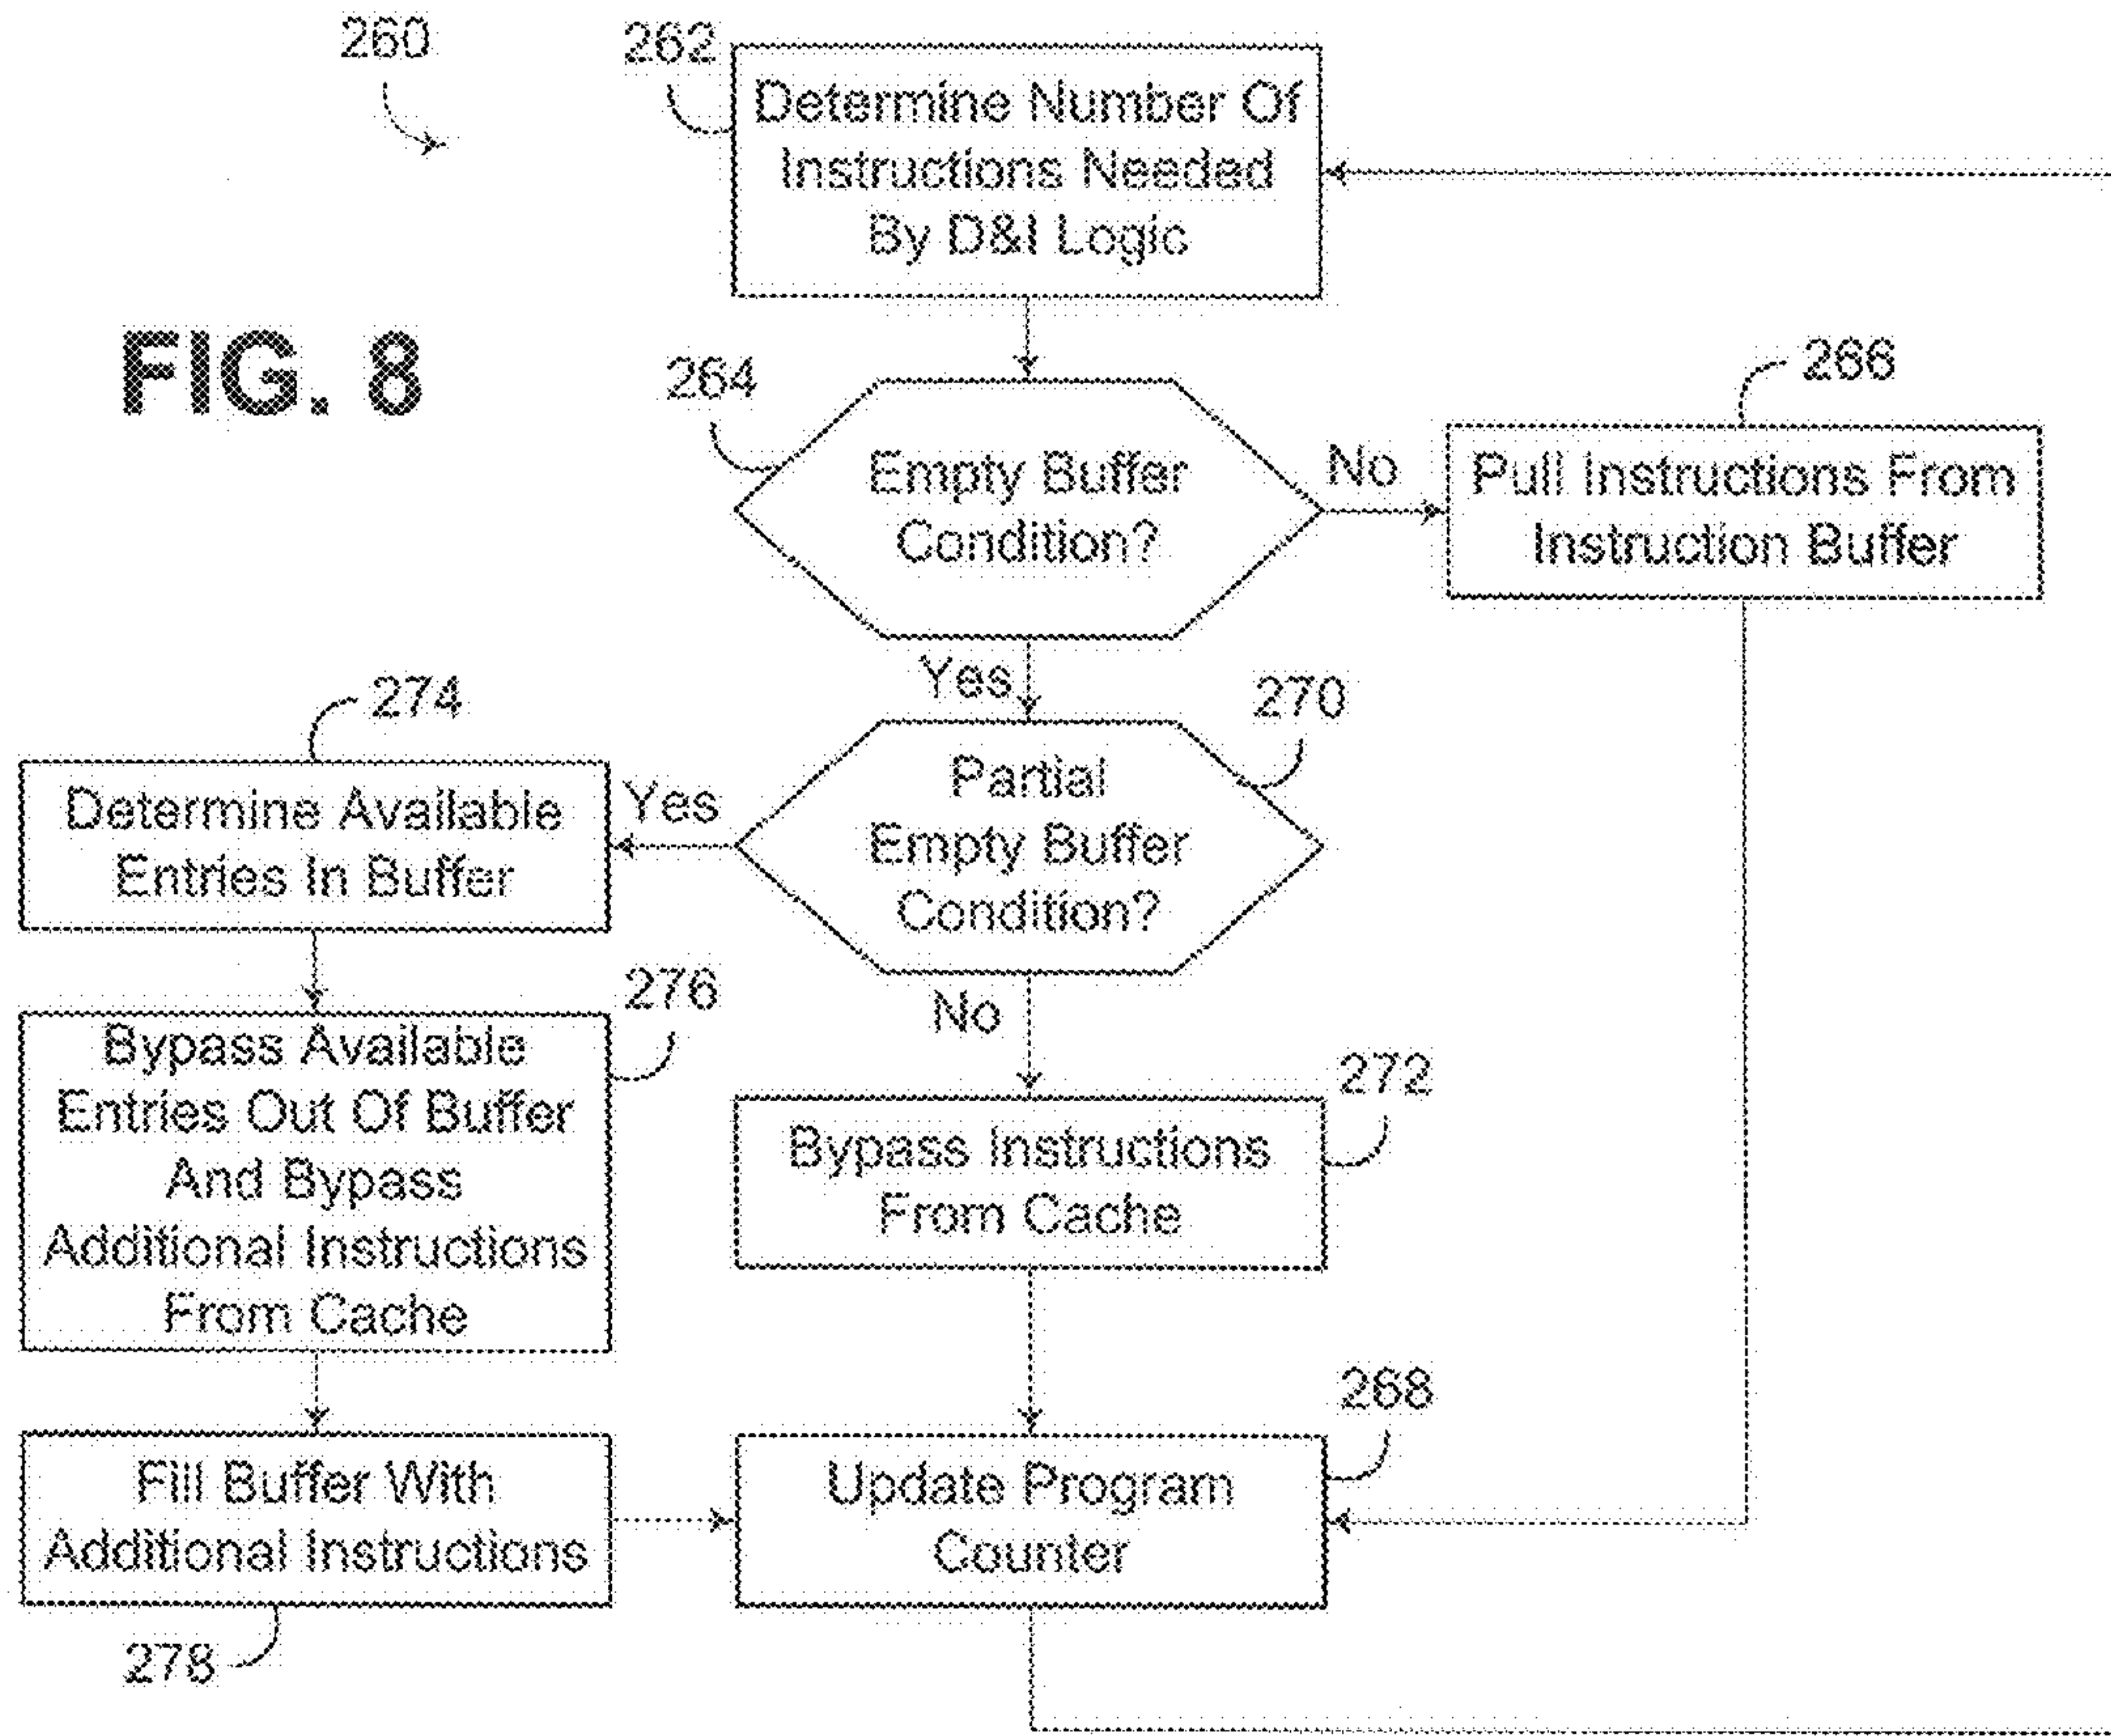 260
262
Determine Number Of
Instructions Needed
By D&I Logic
FIG. 8
264
Empty Buffer
Condition?
No
266
Pull Instructions From
Instruction Buffer
Yes
270
Partial
Empty Buffer
Condition?
Yes
274
Determine Available
Entries In Buffer
276
Bypass Available
Entries Out Of Buffer
And Bypass
Additional Instructions
From Cache
No
272
Bypass Instructions
From Cache
268
Update Program
Counter
Fill Buffer With
Additional Instructions
278